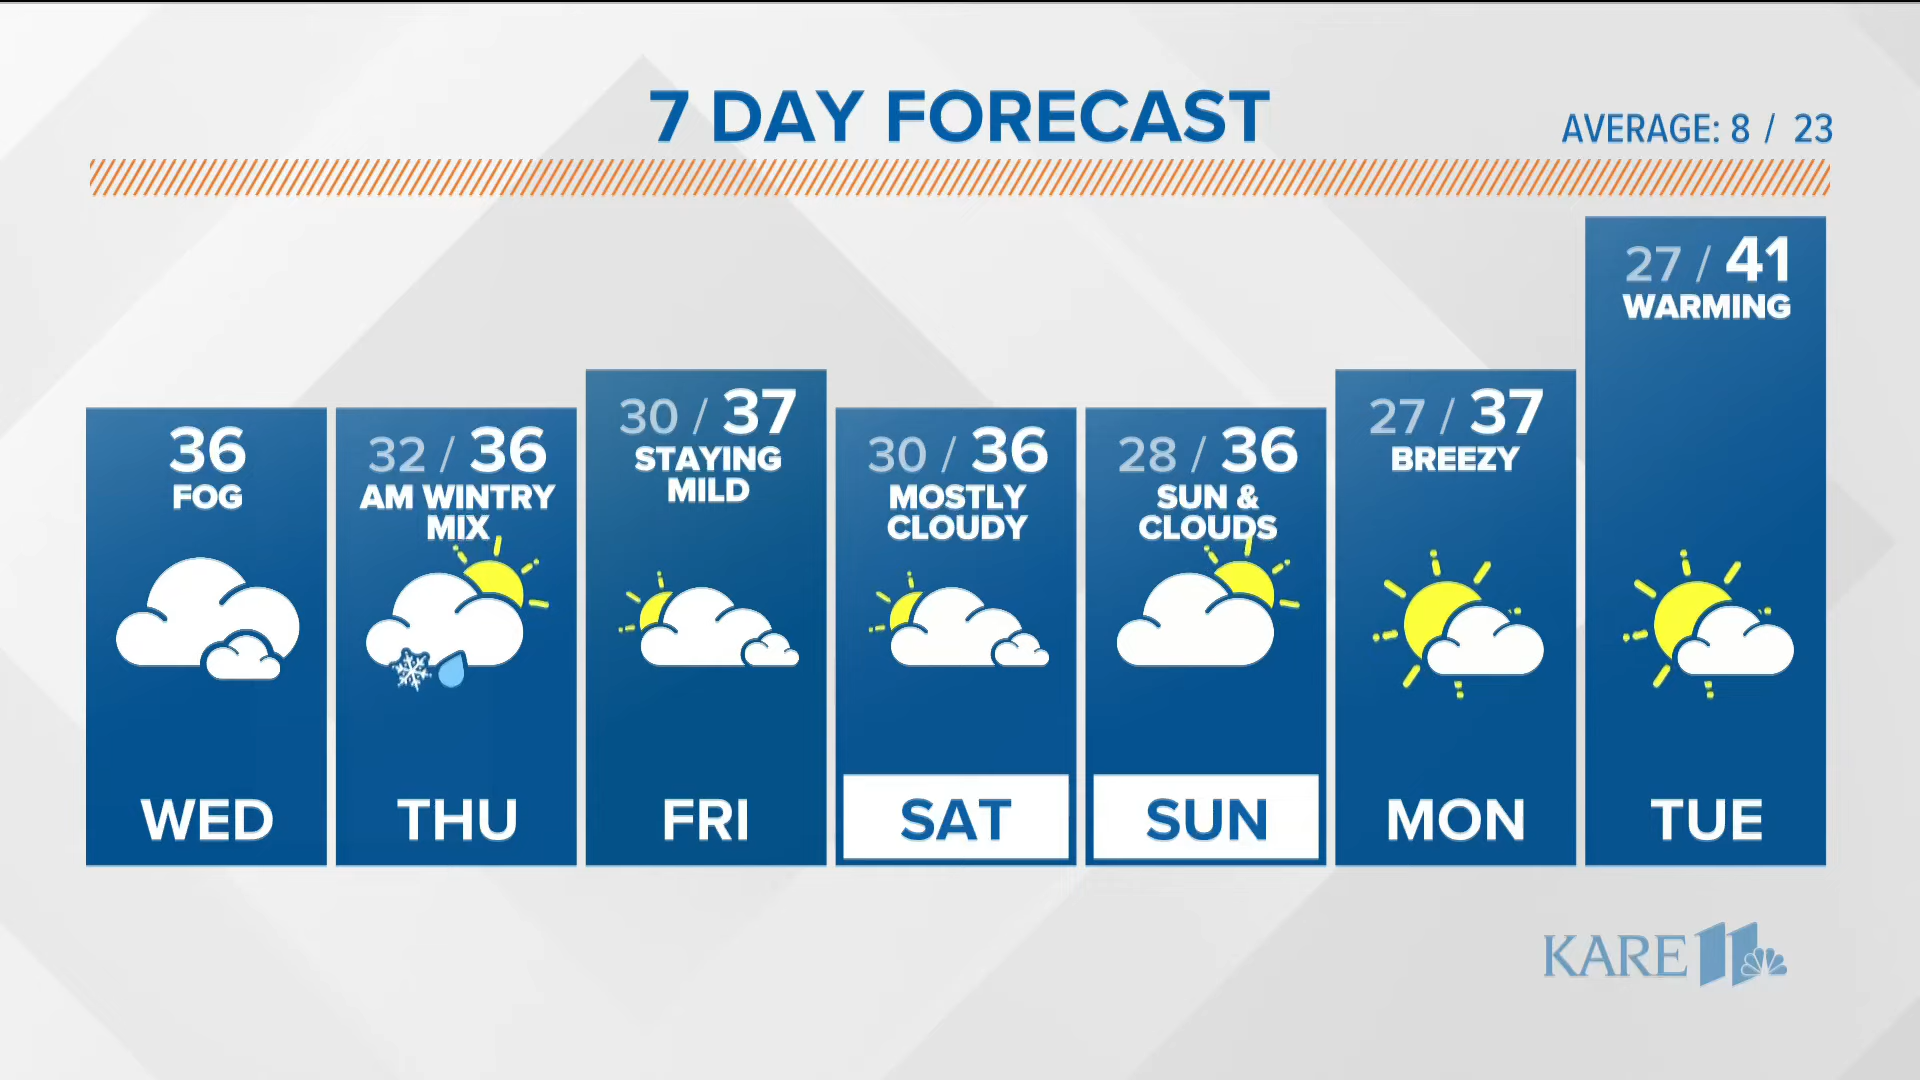 7 DAY FORECAST
AVERAGE: 8 / 23
36
FOG
WED
32 / 36
AM WINTRY
MIX
THU
30 / 37
STAYING
MILD
FRI
30 / 36
MOSTLY
CLOUDY
SAT
28 / 36
SUN &
CLOUDS
SUN
27 / 37
BREEZY
MON
27 / 41
WARMING
TUE
KARE 11